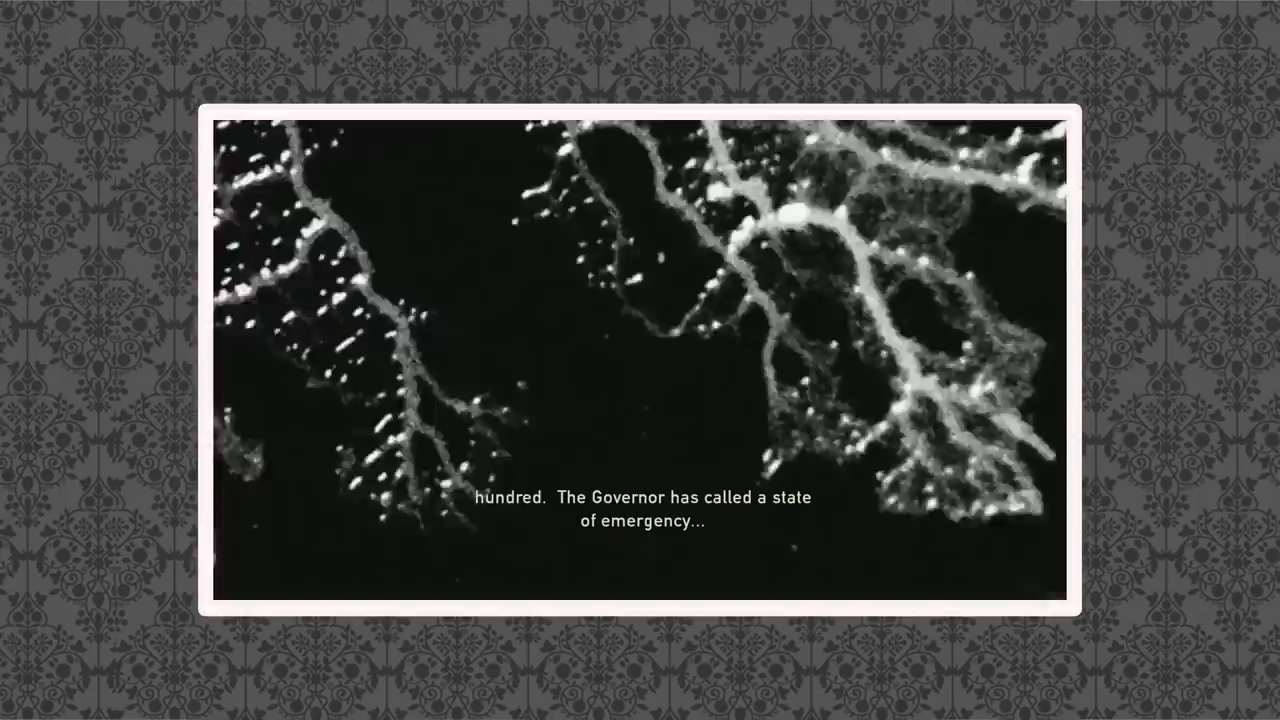 hundred.  The Governor has called a state
of emergency...